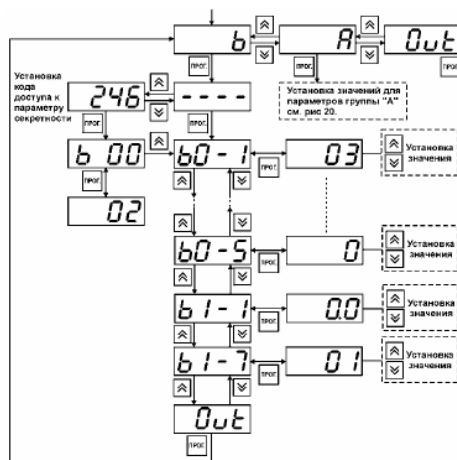 b
A
Out
ПРОГ.
ПРОГ.
Установка
кода
доступа к
параметру
секретности
246
- - - -
Установка значений для
параметров группы "А"
см. рис 20.
ПРОГ.
ПРОГ.
b 00
b0-1
03
Установка
значения
ПРОГ.
ПРОГ.
02
b0-5
0
Установка
значения
ПРОГ.
b1-1
0.0
Установка
значения
ПРОГ.
b1-7
01
Установка
значения
ПРОГ.
Out
ПРОГ.